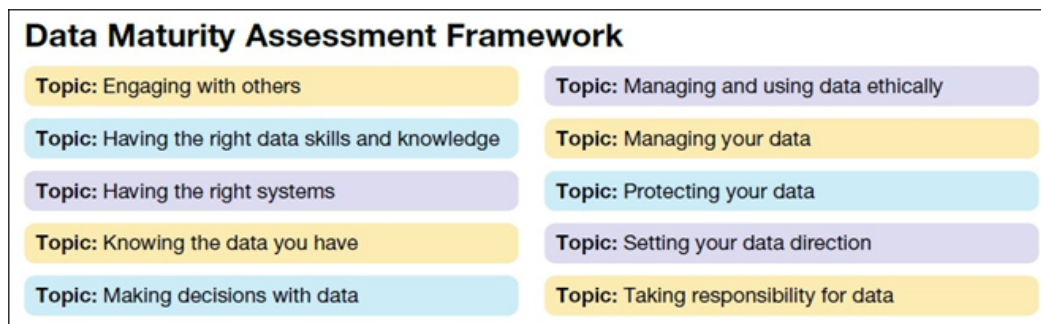 Data Maturity Assessment Framework
Topic: Engaging with others
Topic: Having the right data skills and knowledge
Topic: Having the right systems
Topic: Knowing the data you have
Topic: Making decisions with data
Topic: Managing and using data ethically
Topic: Managing your data
Topic: Protecting your data
Topic: Setting your data direction
Topic: Taking responsibility for data